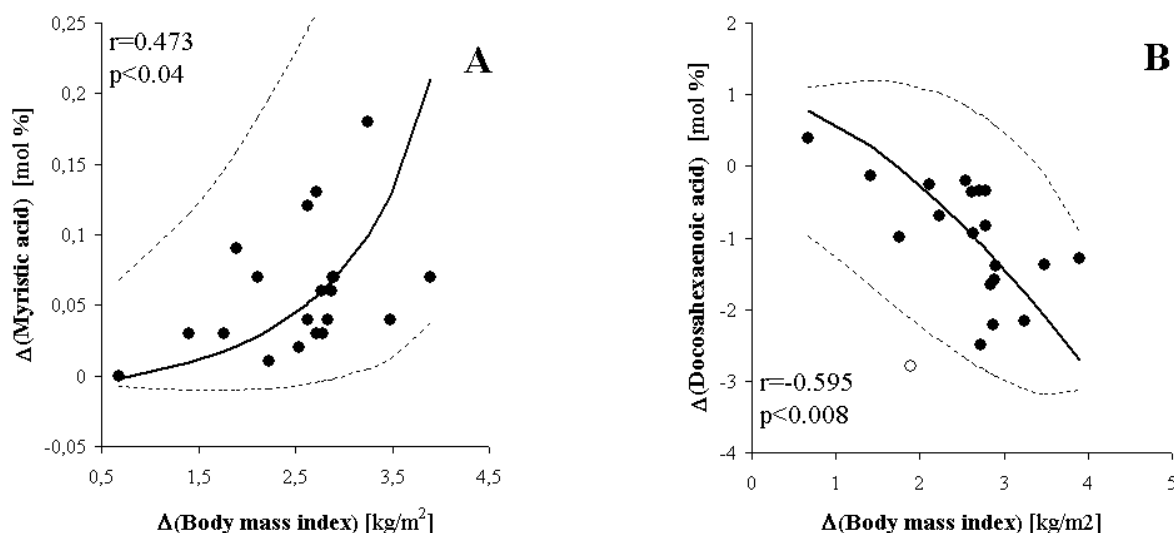 0,25
r=0.473
p<0.04
A
0,2
0,15
0,1
0,05
0
-0,05
Δ(Myristic acid) [mol %]
0,5
1,5
2,5
3,5
4,5
Δ(Body mass index) [kg/m²]
2
B
1
0
-1
-2
-3
-4
r=-0.595
p<0.008
Δ(Docosahexaenoic acid) [mol %]
0
1
2
3
4
5
Δ(Body mass index) [kg/m2]